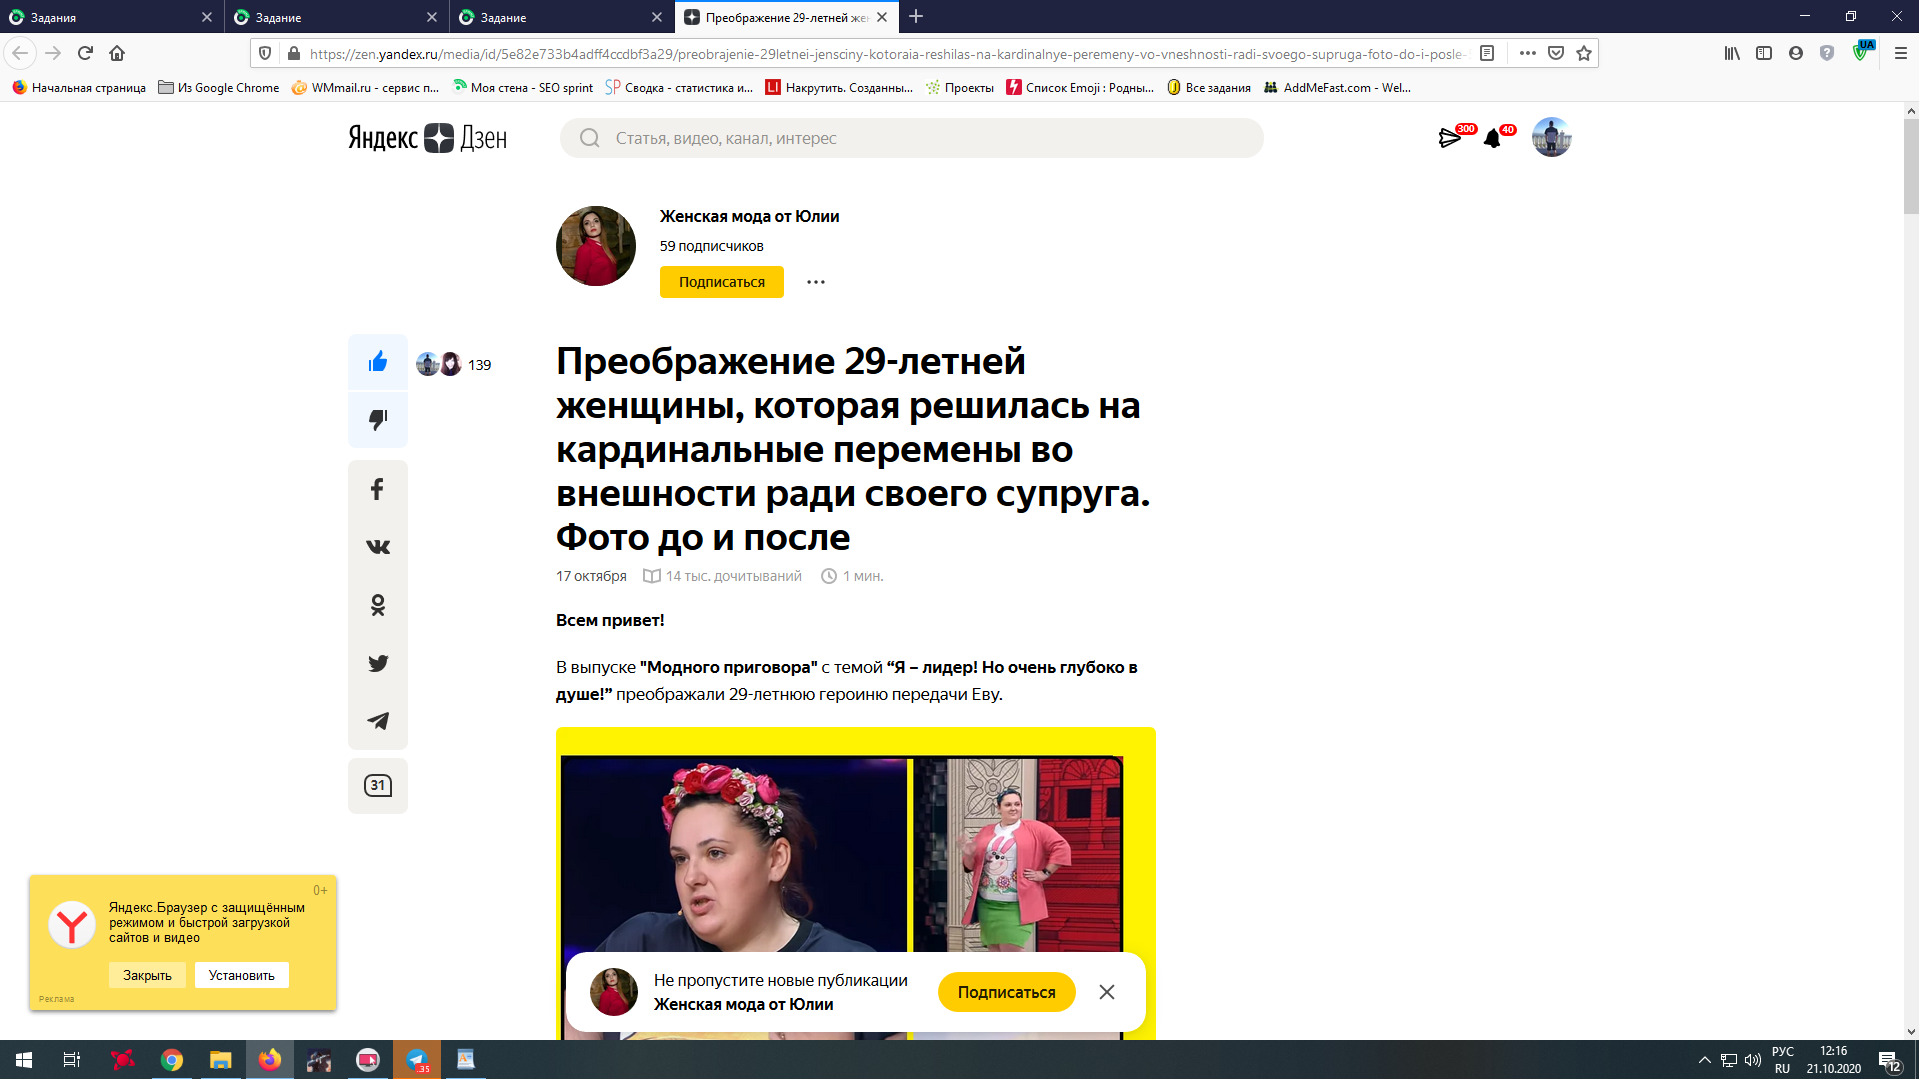 Задания
Задание
Задание
Преображение 29-летней жен
https://zen.yandex.ru/media/id/5e82e733b4adff4ccdbf3a29/preobrajenie-29letnei-jensciny-kotoraia-reshilas-na-kardinalnye-peremeny-vo-vneshnosti-radi-svoego-supruga-foto-do-i-posle-
UA
Начальная страница
Из Google Chrome
WMmail.ru - сервис п...
Моя стена - SEO sprint
SP Сводка - статистика и...
LI Накрутить. Созданны...
Проекты
Список Emoji : Родны...
Все задания
AddMeFast.com - Wel...
Яндекс Дзен
Статья, видео, канал, интерес
300
40
Женская мода от Юлии
59 подписчиков
Подписаться
139
Преображение 29-летней
женщины, которая решилась на
кардинальные перемены во
внешности ради своего супруга.
Фото до и после
17 октября
14 тыс. дочитываний
1 мин.
Всем привет!
В выпуске "Модного приговора" с темой “Я – лидер! Но очень глубоко в
душе!” преображали 29-летнюю героиню передачи Еву.
31
0+
Яндекс.Браузер с защищённым
режимом и быстрой загрузкой
сайтов и видео
Закрыть
Установить
Реклама
Не пропустите новые публикации
Женская мода от Юлии
Подписаться
35
РУС
RU
12:16
21.10.2020
12